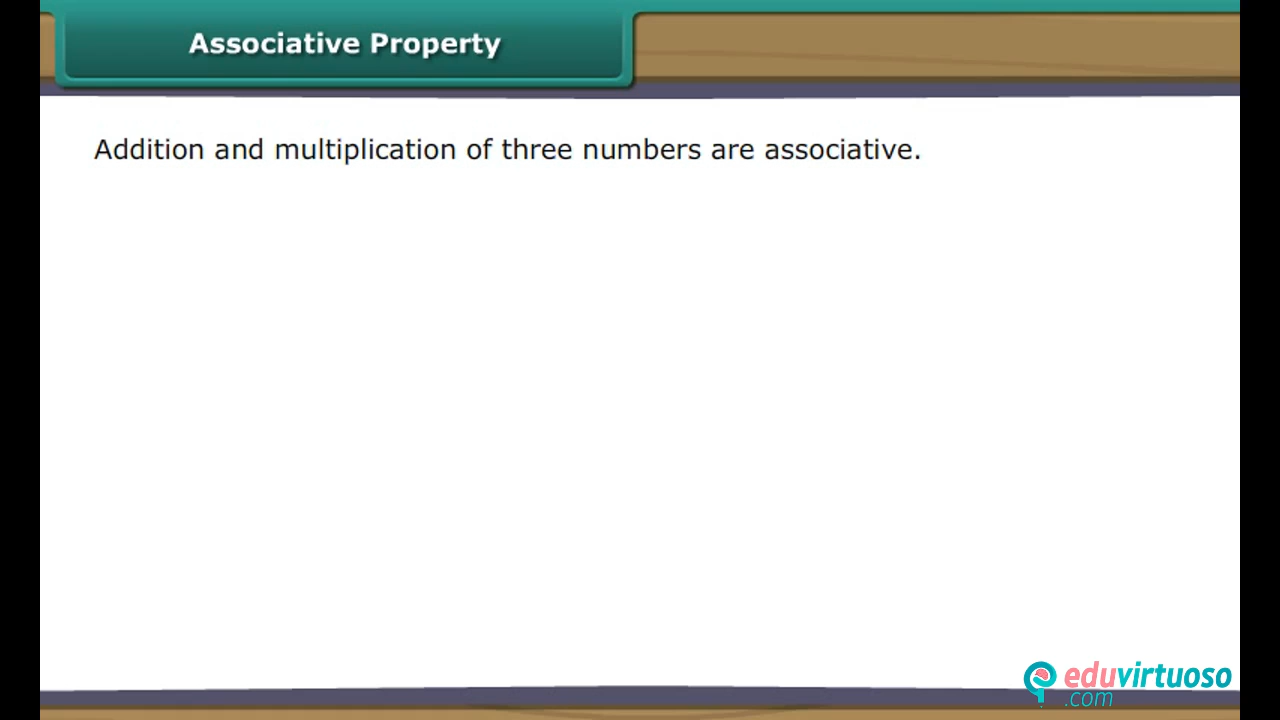 Associative Property
Addition and multiplication of three numbers are associative.
eduvirtuoso
.com